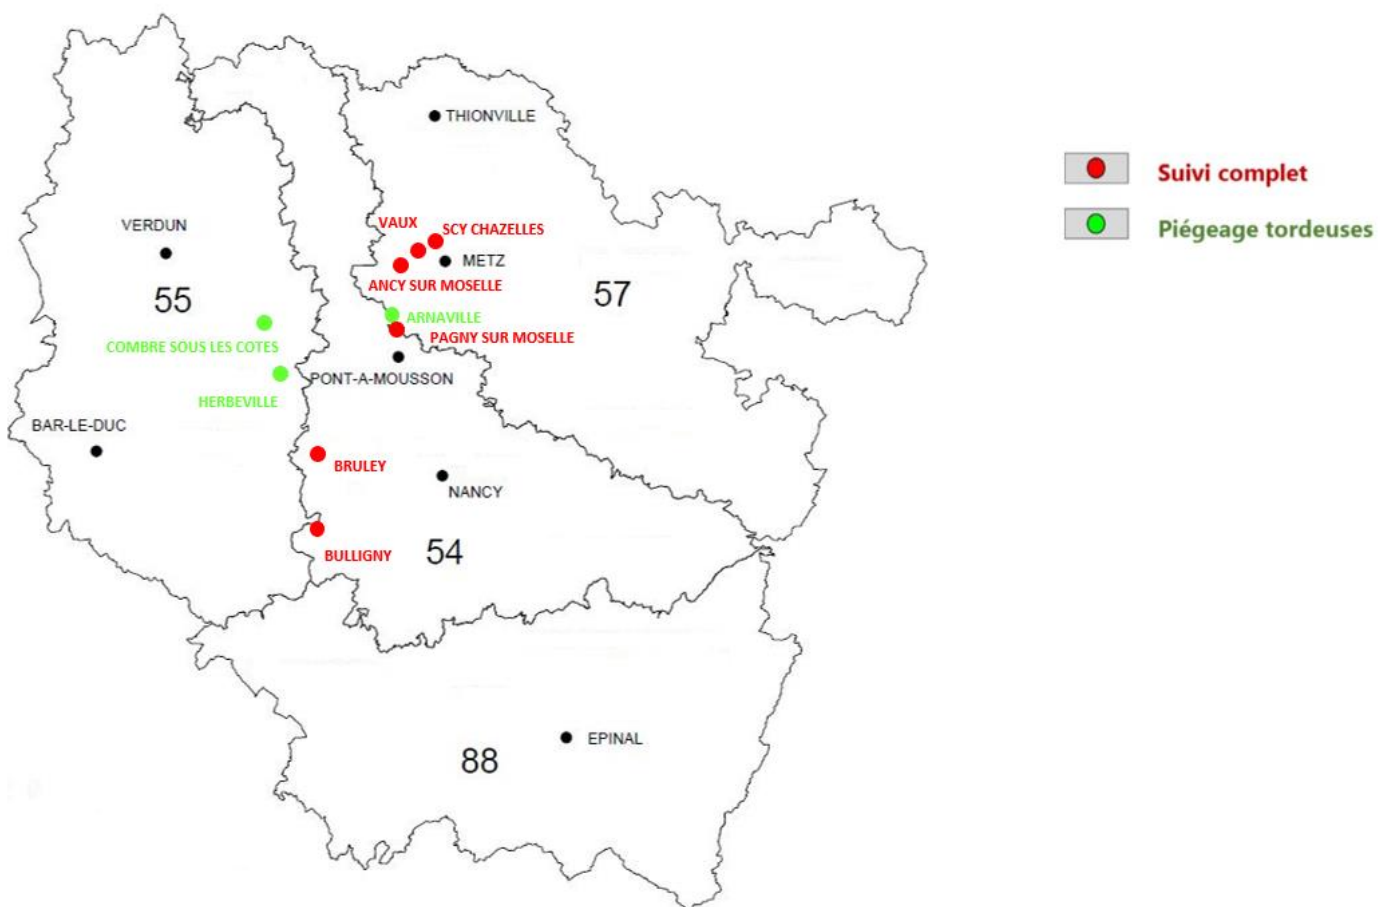 THIONVILLE
Suivi complet
VERDUN
VAUX
SCY CHAZELLES
Piégeage tordeuses
METZ
ANCY SUR MOSELLE
55
57
ARNAVILLE
PAGNY SUR MOSELLE
COMBRE SOUS LES COTES
PONT-A-MOUSSON
HERBEVILLE
BAR-LE-DUC
BRULEY
NANCY
BULLIGNY
54
EPINAL
88